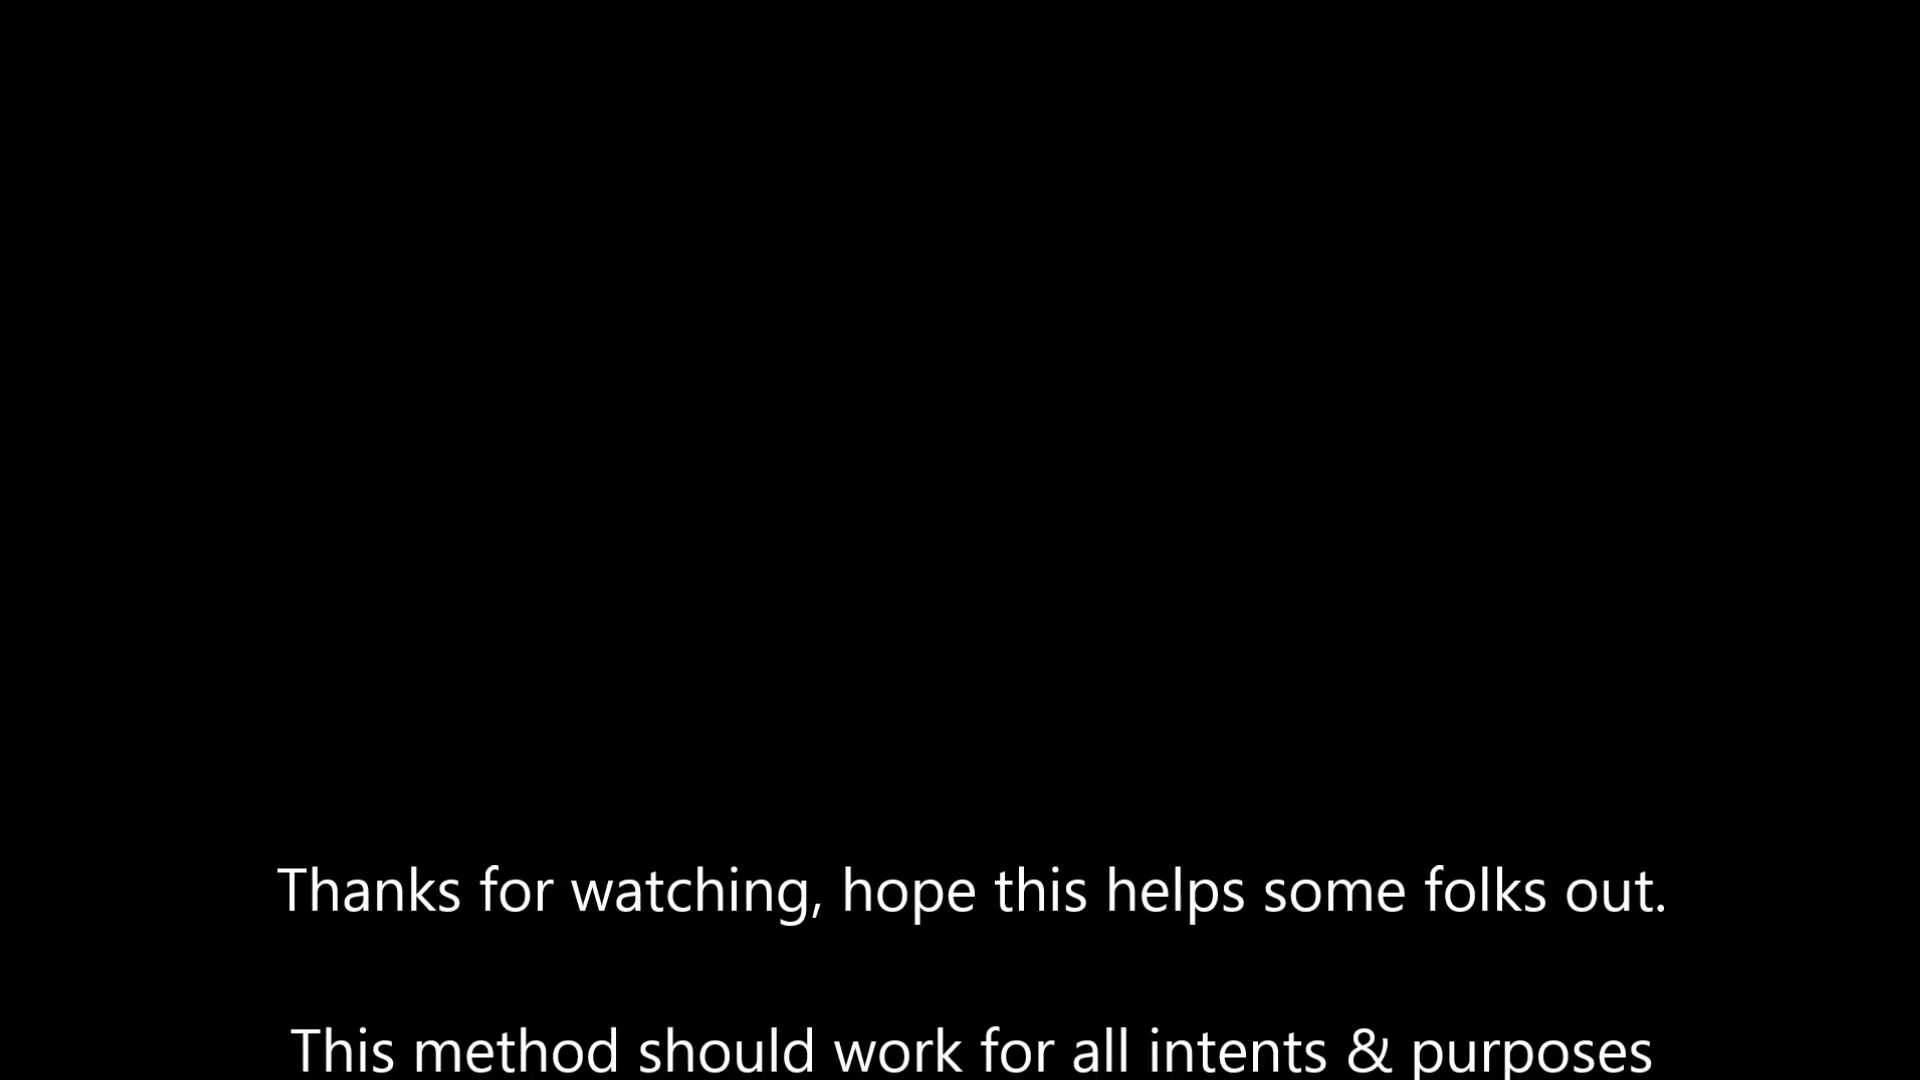 Thanks for watching, hope this helps some folks out.
This method should work for all intents & purposes